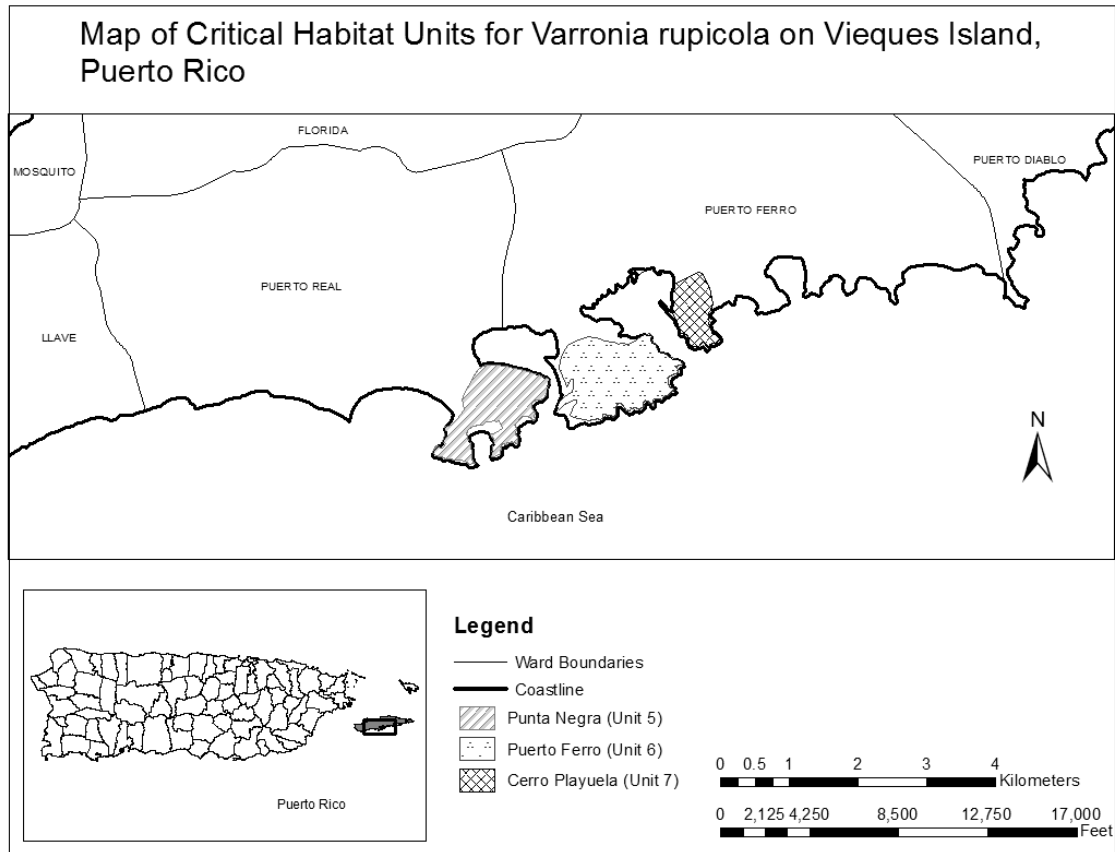 Map of Critical Habitat Units for Varronia rupicola on Vieques Island,
Puerto Rico
FLORIDA
MOSQUITO
PUERTO DIABLO
PUERTO FERRO
PUERTO REAL
LLAVE
N
Caribbean Sea
Legend
Ward Boundaries
Coastline
Punta Negra (Unit 5)
Puerto Ferro (Unit 6)
Cerro Playuela (Unit 7)
Puerto Rico
0 0.5 1 2 3 4
Kilometers
0 2,125 4,250 8,500 12,750 17,000
Feet